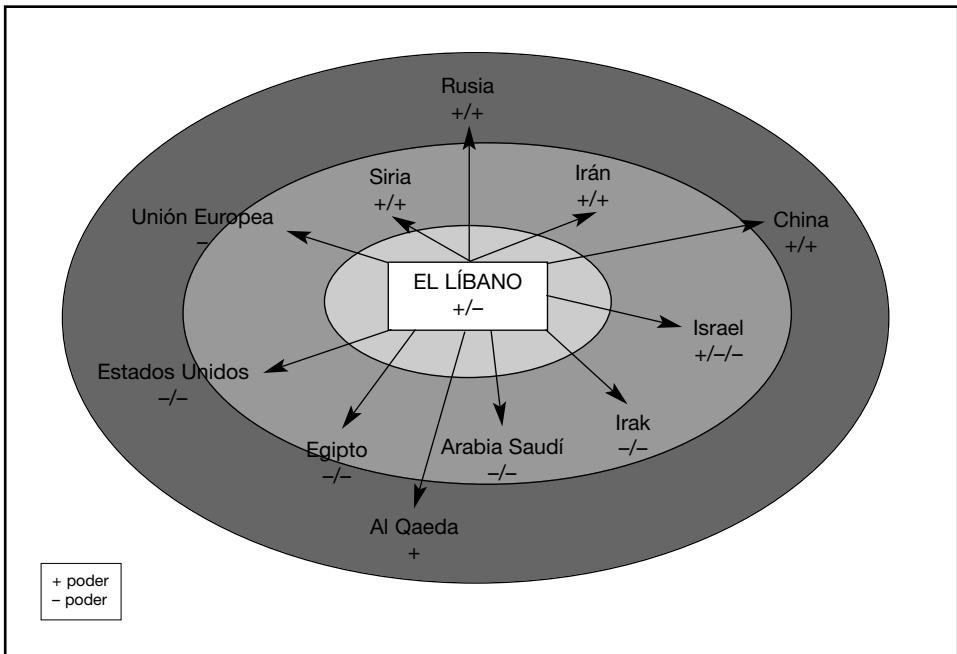 Rusia
+/+
Siria
+/+
Irán
+/+
Unión Europea
–
China
+/+
EL LÍBANO
+/–
Israel
+/–/–
Estados Unidos
–/–
Egipto
–/–
Arabia Saudí
–/–
Irak
–/–
Al Qaeda
+
+ poder
– poder